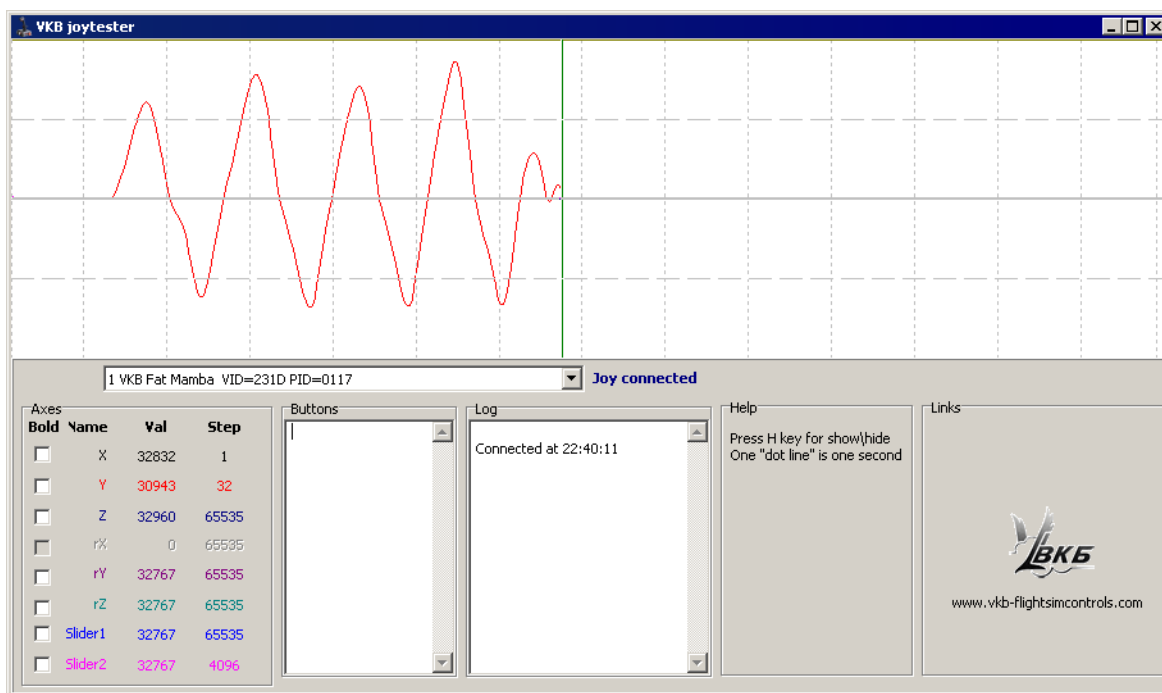 VKB joytester
1 VKB Fat Mamba VID=231D PID=0117
Joy connected
Axes
Bold Name Val Step
X 32832 1
Y 30943 32
Z 32960 65535
rX 0 65535
rY 32767 65535
rZ 32767 65535
Slider1 32767 65535
Slider2 32767 4096
Buttons
Log
Connected at 22:40:11
Help
Press H key for show\hide
One "dot line" is one second
Links
ВКБ
www.vkb-flightsimcontrols.com